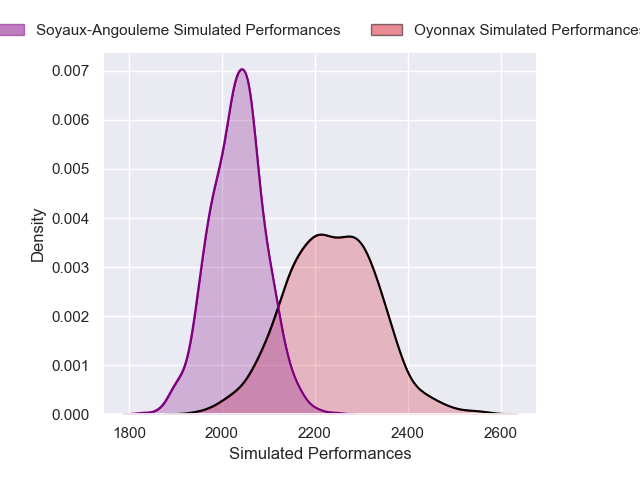 Soyaux-Angouleme Simulated Performances Oyonnax Simulated Performances
0.007
0.006
0.005
0.004
0.003
0.002
0.001
0.000
Density
1800 2000 2200 2400 2600
Simulated Performances